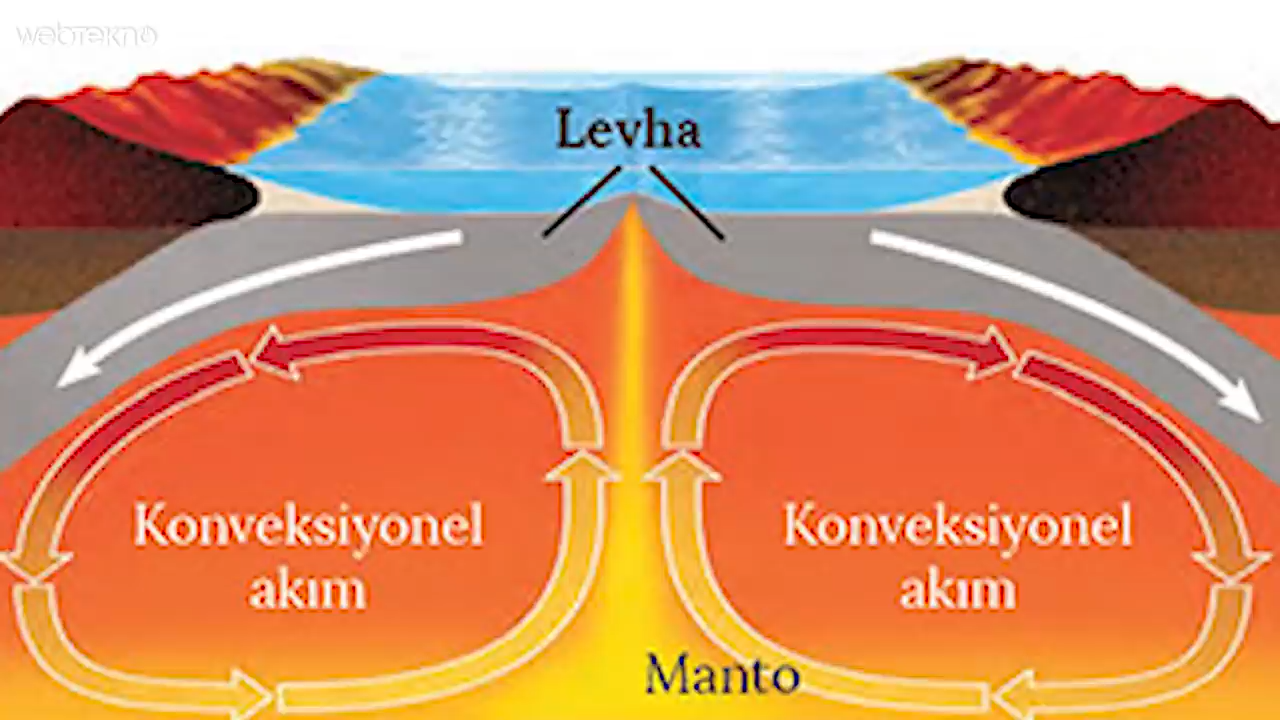 webtekno
Levha
Konveksiyonel
akım
Konveksiyonel
akım
Manto